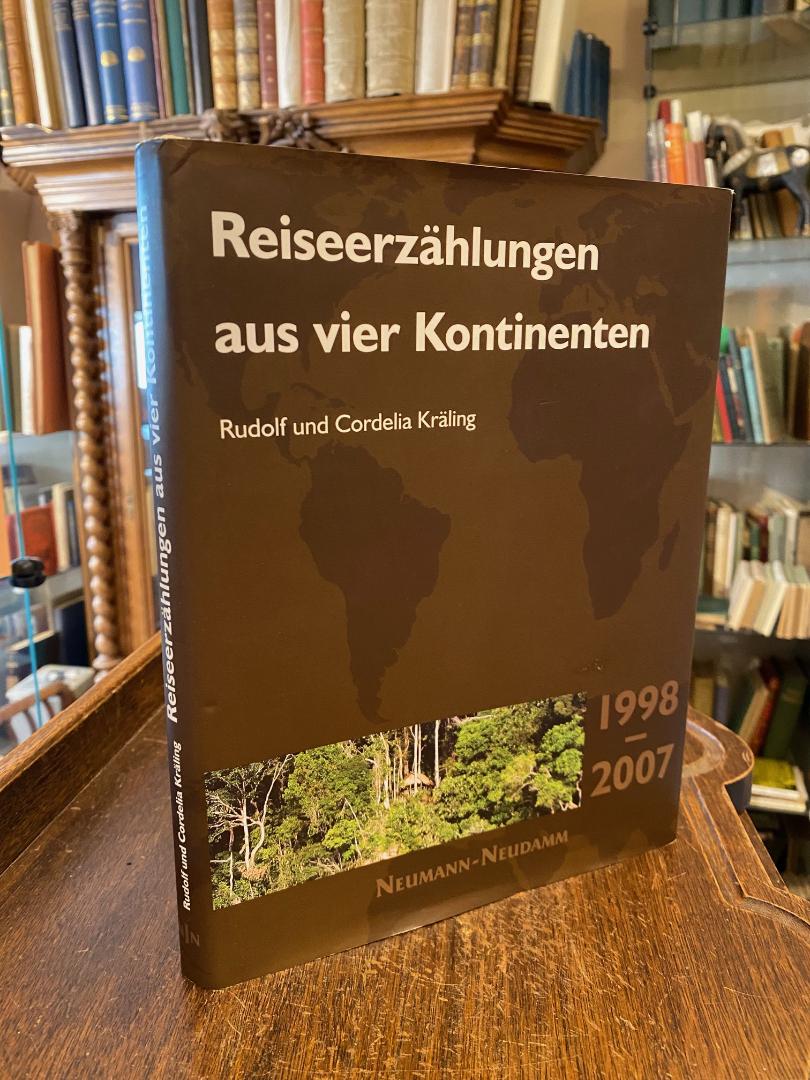 Reiseerzählungen
aus vier Kontinenten
Rudolf und Cordelia Kräling
1998
–
2007
NEUMANN-NEUDAMM
Rudolf und Cordelia Kräling Reiseerzählungen aus vier Kontinenten